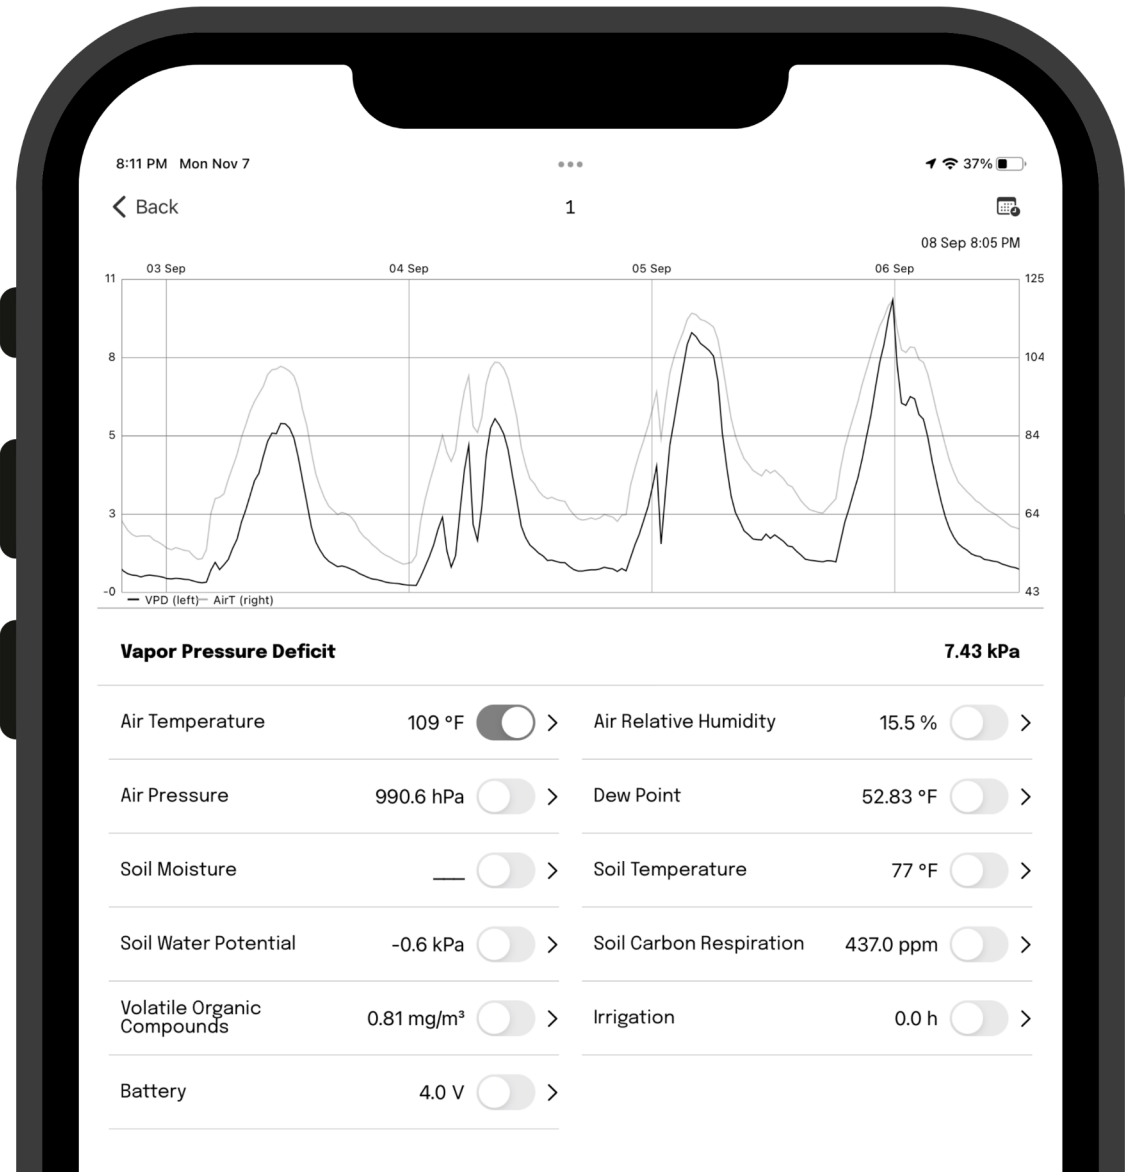 8:11 PM Mon Nov 7 37%
Back 1
08 Sep 8:05 PM
03 Sep 04 Sep 05 Sep 06 Sep
11 125
8 104
5 84
3 64
-0 43
VPD (left) AirT (right)
Vapor Pressure Deficit 7.43 kPa
Air Temperature 109 °F
Air Relative Humidity 15.5 %
Air Pressure 990.6 hPa
Dew Point 52.83 °F
Soil Moisture ___
Soil Temperature 77 °F
Soil Water Potential -0.6 kPa
Soil Carbon Respiration 437.0 ppm
Volatile Organic
Compounds 0.81 mg/m³
Irrigation 0.0 h
Battery 4.0 V